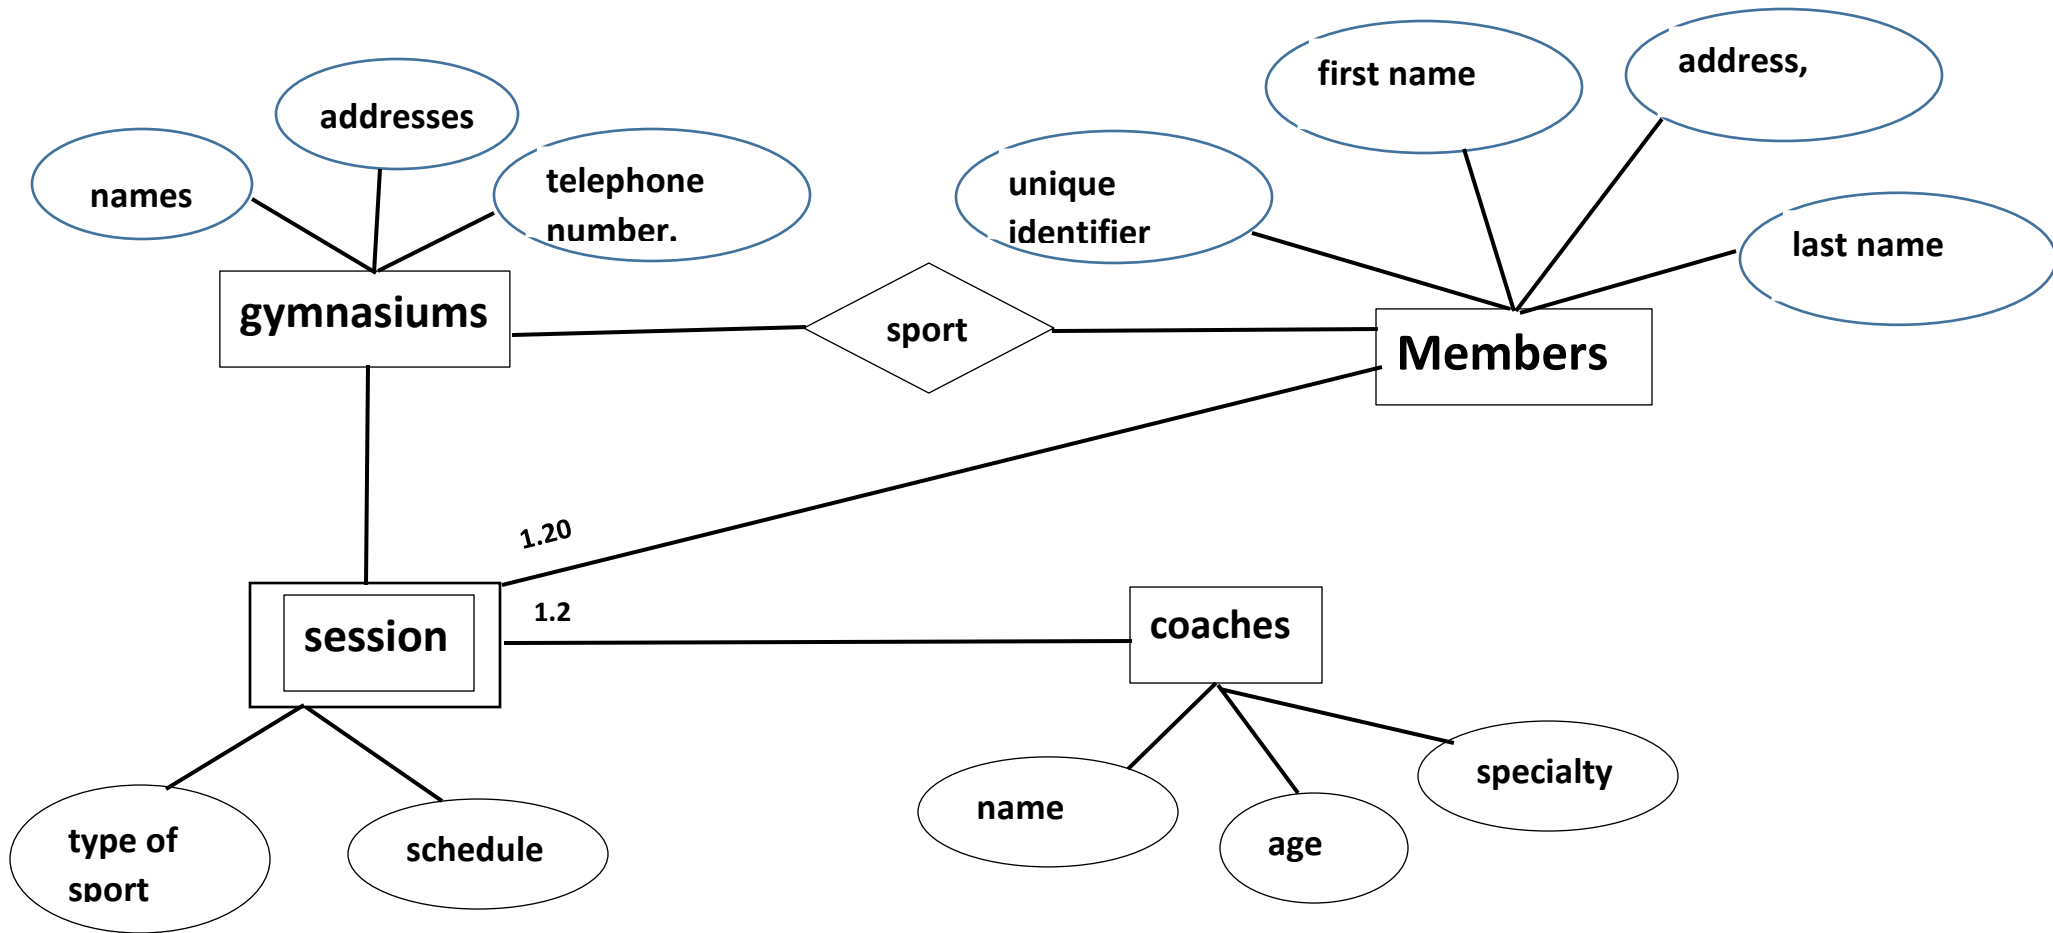 names
addresses
telephone
number.
first name
address,
unique
identifier
last name
gymnasiums
sport
Members
1.20
1.2
session
coaches
type of
sport
schedule
name
age
specialty